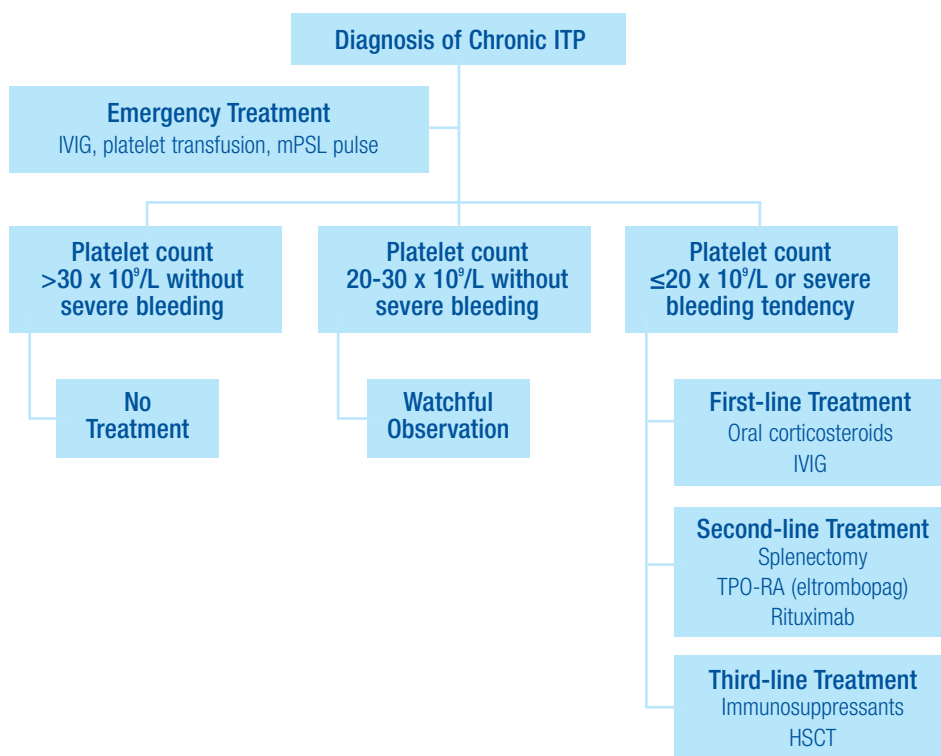 Diagnosis of Chronic ITP
Emergency Treatment
IVIG, platelet transfusion, mPSL pulse
Platelet count
>30 x 10⁹/L without
severe bleeding
Platelet count
20-30 x 10⁹/L without
severe bleeding
Platelet count
≤20 x 10⁹/L or severe
bleeding tendency
No
Treatment
Watchful
Observation
First-line Treatment
Oral corticosteroids
IVIG
Second-line Treatment
Splenectomy
TPO-RA (eltrombopag)
Rituximab
Third-line Treatment
Immunosuppressants
HSCT